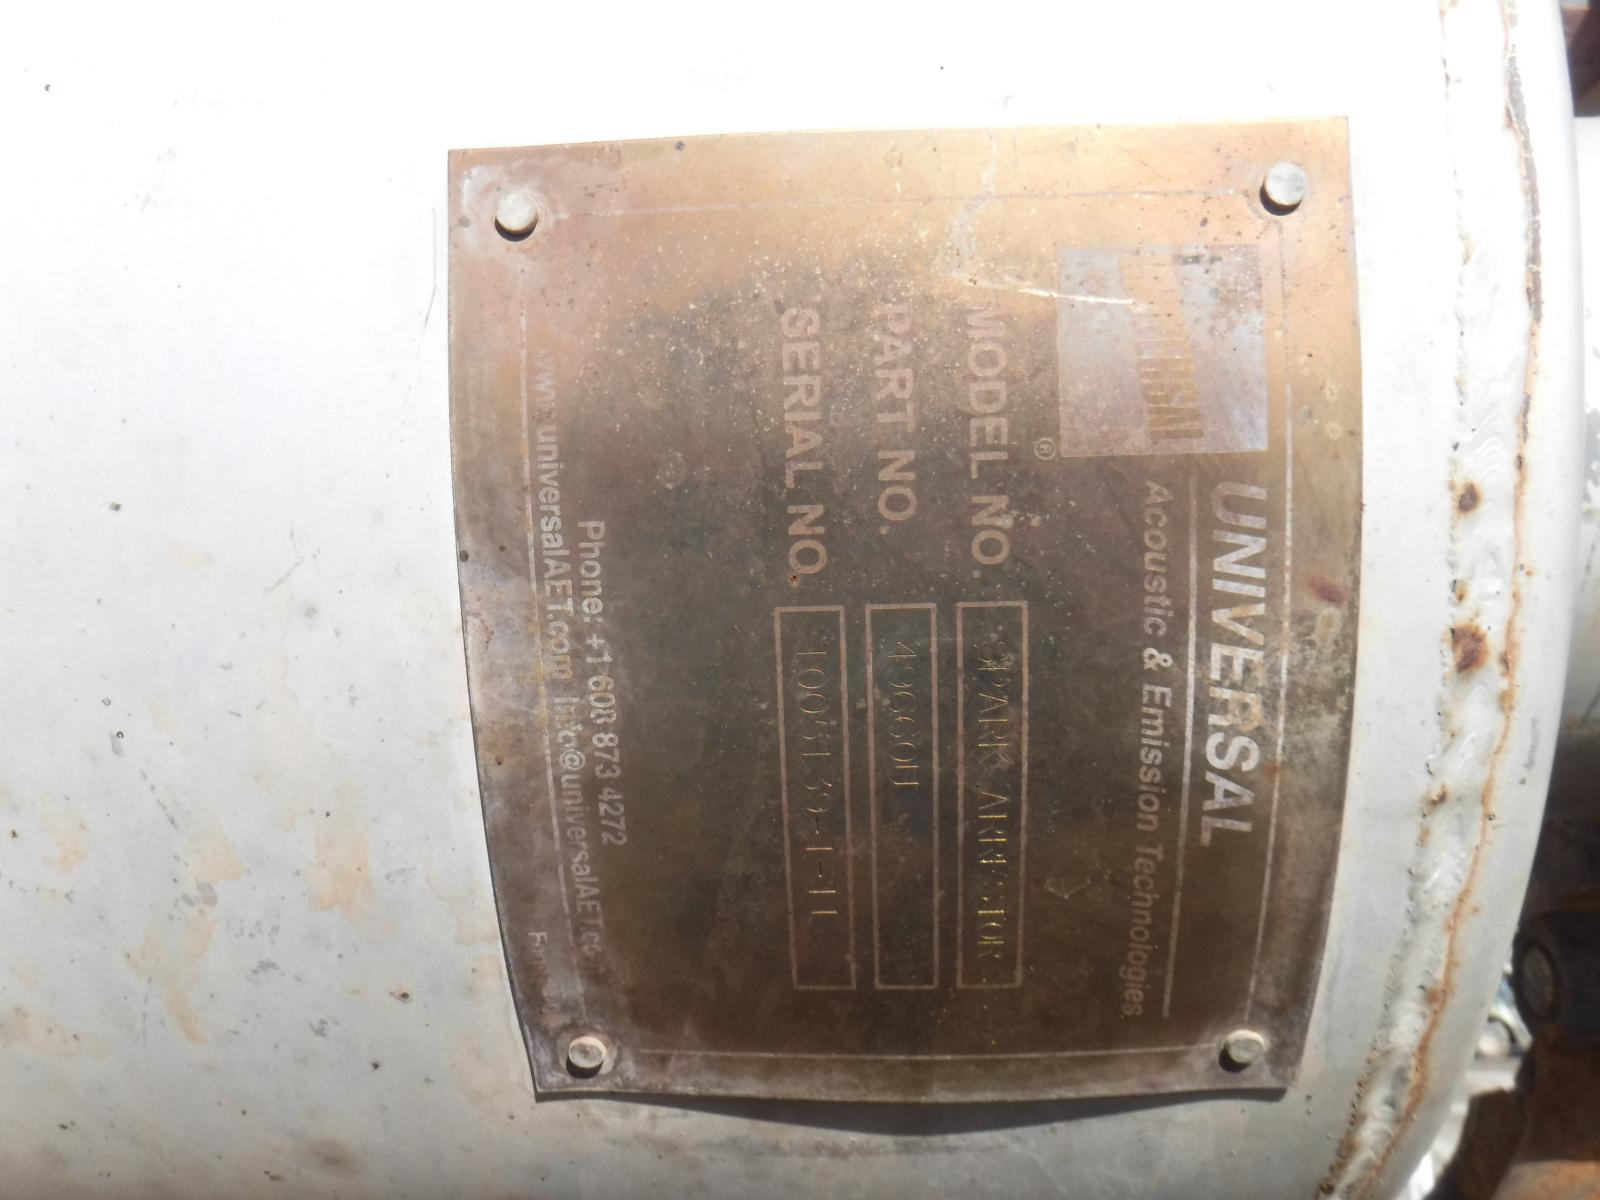 UNIVERSAL
UNIVERSAL
Acoustic & Emission Technologies
®
MODEL NO. SPARK ARRESTOR
PART NO.
SERIAL NO.
Phone: +1 608 873 4272
www.universalAET.com Info@universalAET.com